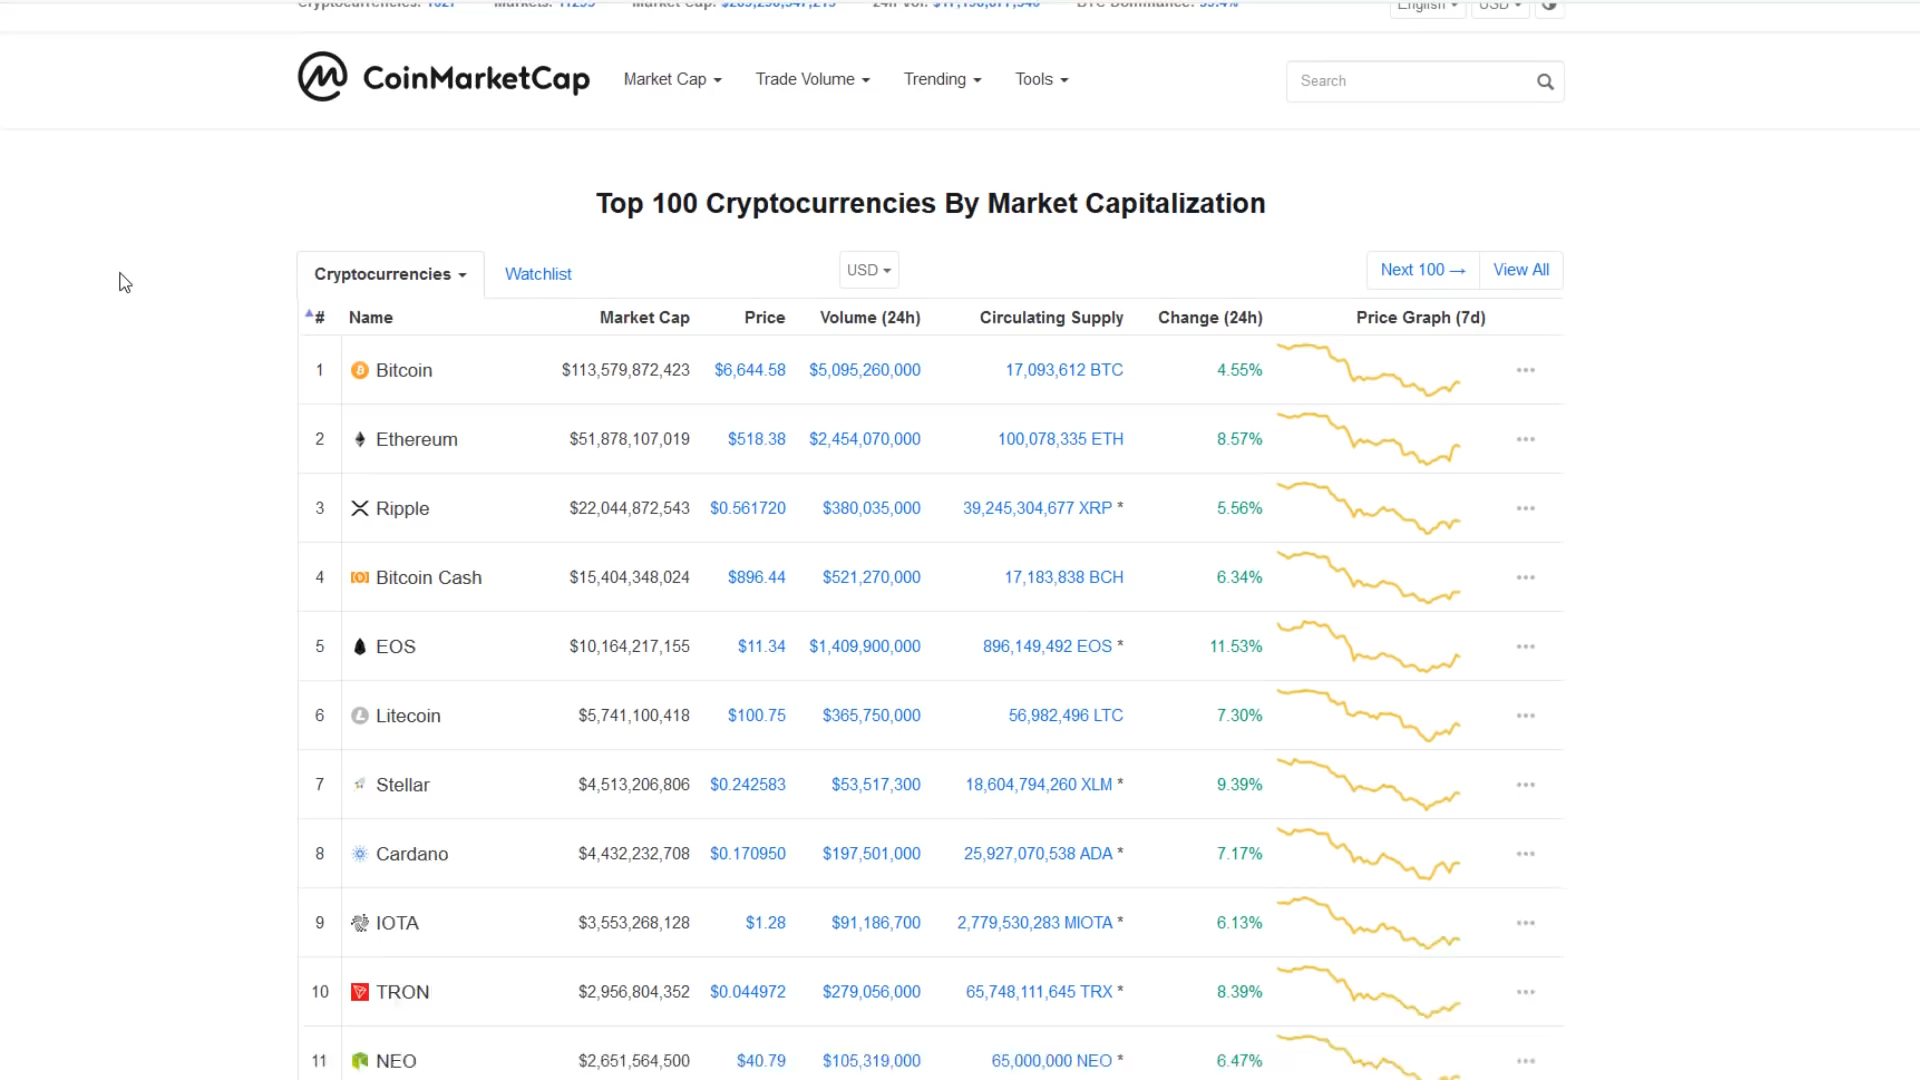 English USD
CoinMarketCap Market Cap Trade Volume Trending Tools Search
Top 100 Cryptocurrencies By Market Capitalization
Cryptocurrencies Watchlist USD Next 100 → View All
# Name Market Cap Price Volume (24h) Circulating Supply Change (24h) Price Graph (7d)
1 Bitcoin $113,579,872,423 $6,644.58 $5,095,260,000 17,093,612 BTC 4.55%
2 Ethereum $51,878,107,019 $518.38 $2,454,070,000 100,078,335 ETH 8.57%
3 Ripple $22,044,872,543 $0.561720 $380,035,000 39,245,304,677 XRP * 5.56%
4 Bitcoin Cash $15,404,348,024 $896.44 $521,270,000 17,183,838 BCH 6.34%
5 EOS $10,164,217,155 $11.34 $1,409,900,000 896,149,492 EOS * 11.53%
6 Litecoin $5,741,100,418 $100.75 $365,750,000 56,982,496 LTC 7.30%
7 Stellar $4,513,206,806 $0.242583 $53,517,300 18,604,794,260 XLM * 9.39%
8 Cardano $4,432,232,708 $0.170950 $197,501,000 25,927,070,538 ADA * 7.17%
9 IOTA $3,553,268,128 $1.28 $91,186,700 2,779,530,283 MIOTA * 6.13%
10 TRON $2,956,804,352 $0.044972 $279,056,000 65,748,111,645 TRX * 8.39%
11 NEO $2,651,564,500 $40.79 $105,319,000 65,000,000 NEO * 6.47%